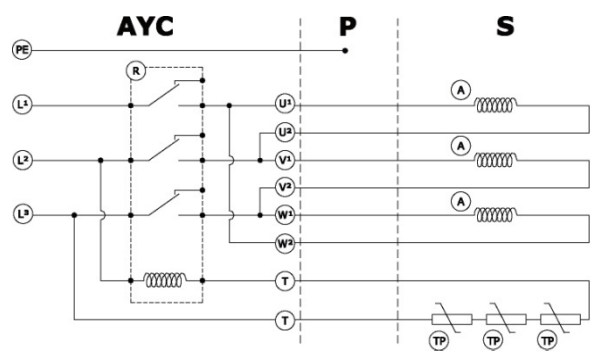 AYC P S
PE
R
L¹ U¹ A
U²
L² V¹ A
V²
L³ W¹ A
W²
T
T
TP TP TP